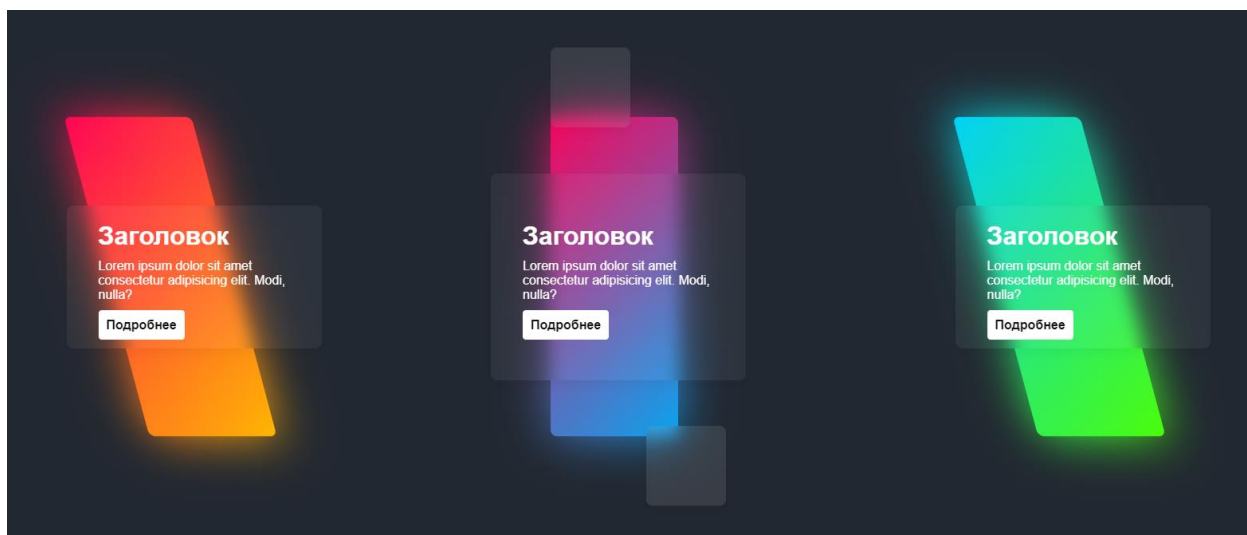 Заголовок
Lorem ipsum dolor sit amet
consectetur adipisicing elit. Modi,
nulla?
Подробнее
Заголовок
Lorem ipsum dolor sit amet
consectetur adipisicing elit. Modi,
nulla?
Подробнее
Заголовок
Lorem ipsum dolor sit amet
consectetur adipisicing elit. Modi,
nulla?
Подробнее